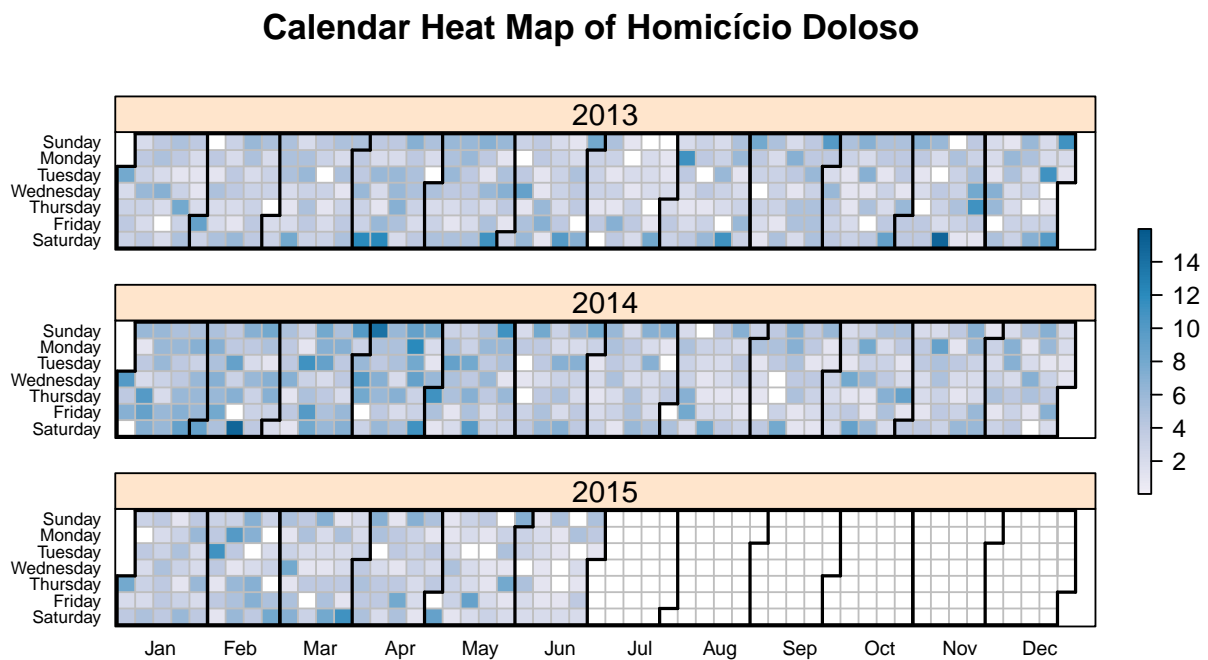 Calendar Heat Map of Homicício Doloso
2013
Sunday
Monday
Tuesday
Wednesday
Thursday
Friday
Saturday
2014
Sunday
Monday
Tuesday
Wednesday
Thursday
Friday
Saturday
2015
Sunday
Monday
Tuesday
Wednesday
Thursday
Friday
Saturday
Jan Feb Mar Apr May Jun Jul Aug Sep Oct Nov Dec
14
12
10
8
6
4
2